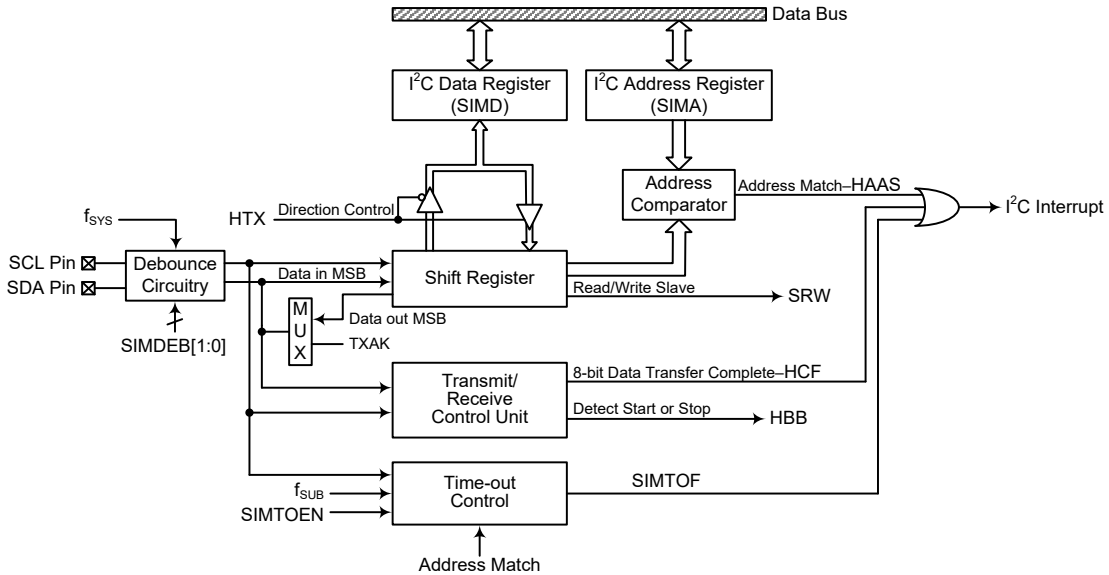 Data Bus
I²C Data Register
(SIMD)
I²C Address Register
(SIMA)
Address
Comparator
Address Match–HAAS
I²C Interrupt
HTX
Direction Control
fSYS
SCL Pin
SDA Pin
Debounce
Circuitry
SIMDEB[1:0]
Data in MSB
Shift Register
Read/Write Slave
SRW
M
U
X
Data out MSB
TXAK
Transmit/
Receive
Control Unit
8-bit Data Transfer Complete–HCF
Detect Start or Stop
HBB
Time-out
Control
fSUB
SIMTOEN
SIMTOF
Address Match